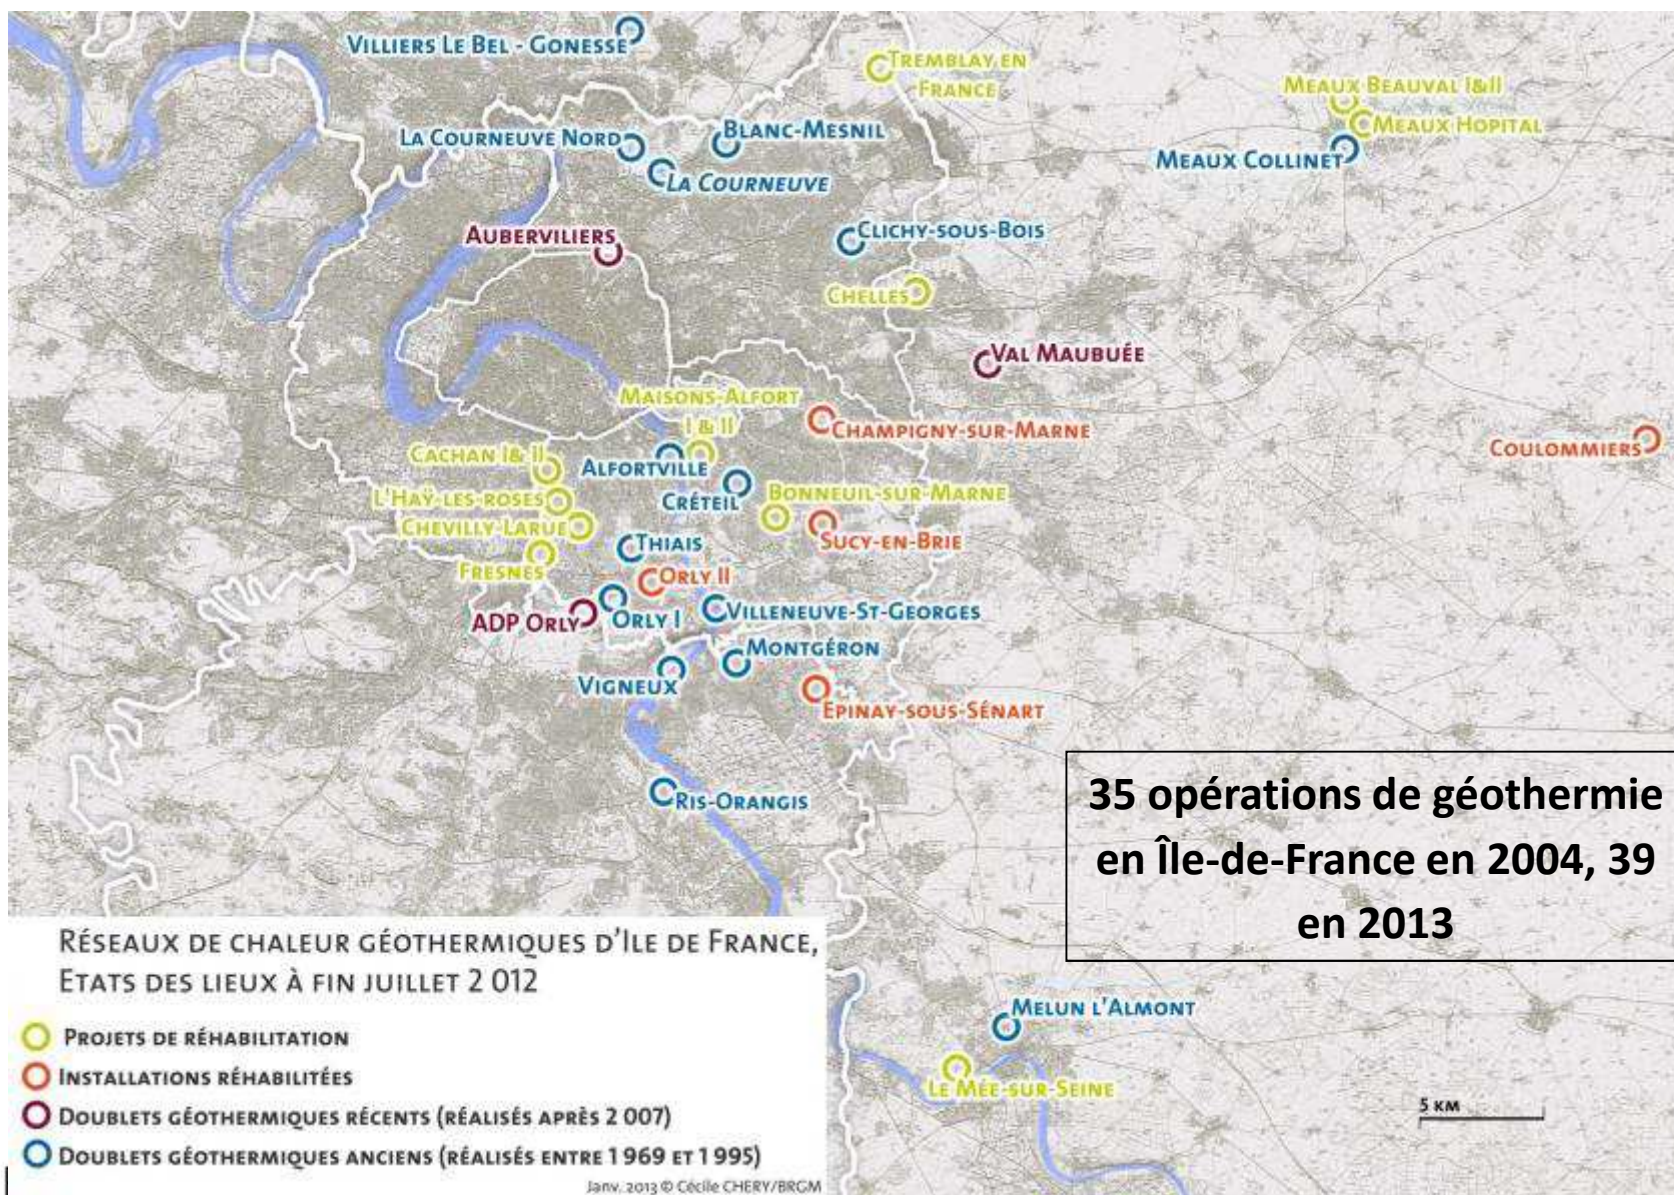 VILLIERS LE BEL - GONESSE
TREMBLAY EN
FRANCE
MEAUX BEAUVAL I&II
MEAUX HOPITAL
MEAUX COLLINET
LA COURNEUVE NORD
BLANC-MESNIL
LA COURNEUVE
AUBERVILIERS
CLICHY-SOUS-BOIS
CHELLES
VAL MAUBUÉE
MAISONS-ALFORT
I & II
CHAMPIGNY-SUR-MARNE
COULOMMIERS
CACHAN I& II
ALFORTVILLE
L'HAŸ-LES-ROSES
CRÉTEIL
BONNEUIL-SUR-MARNE
CHEVILLY-LARUE
THIAIS
SUCY-EN-BRIE
FRESNES
ORLY II
ADP ORLY
ORLY I
VILLENEUVE-ST-GEORGES
MONTGÉRON
VIGNEUX
EPINAY-SOUS-SÉNART
RIS-ORANGIS
35 opérations de géothermie
en Île-de-France en 2004, 39
en 2013
RÉSEAUX DE CHALEUR GÉOTHERMIQUES D'ILE DE FRANCE,
ETATS DES LIEUX À FIN JUILLET 2 012
PROJETS DE RÉHABILITATION
INSTALLATIONS RÉHABILITÉES
DOUBLETS GÉOTHERMIQUES RÉCENTS (RÉALISÉS APRÈS 2 007)
DOUBLETS GÉOTHERMIQUES ANCIENS (RÉALISÉS ENTRE 1 969 ET 1 995)
Janv. 2013 © Cécile CHERY/BRGM
MELUN L'ALMONT
LE MÉE-SUR-SEINE
5 KM